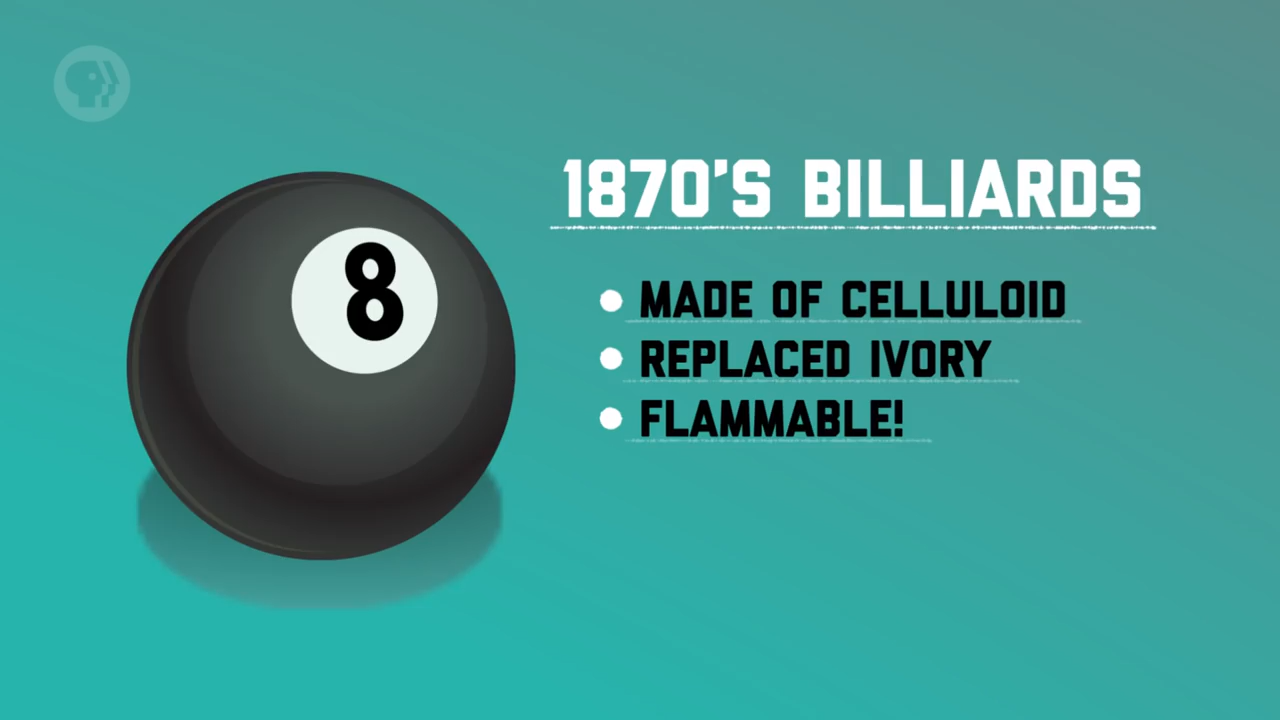 8
1870'S BILLIARDS
MADE OF CELLULOID
REPLACED IVORY
FLAMMABLE!